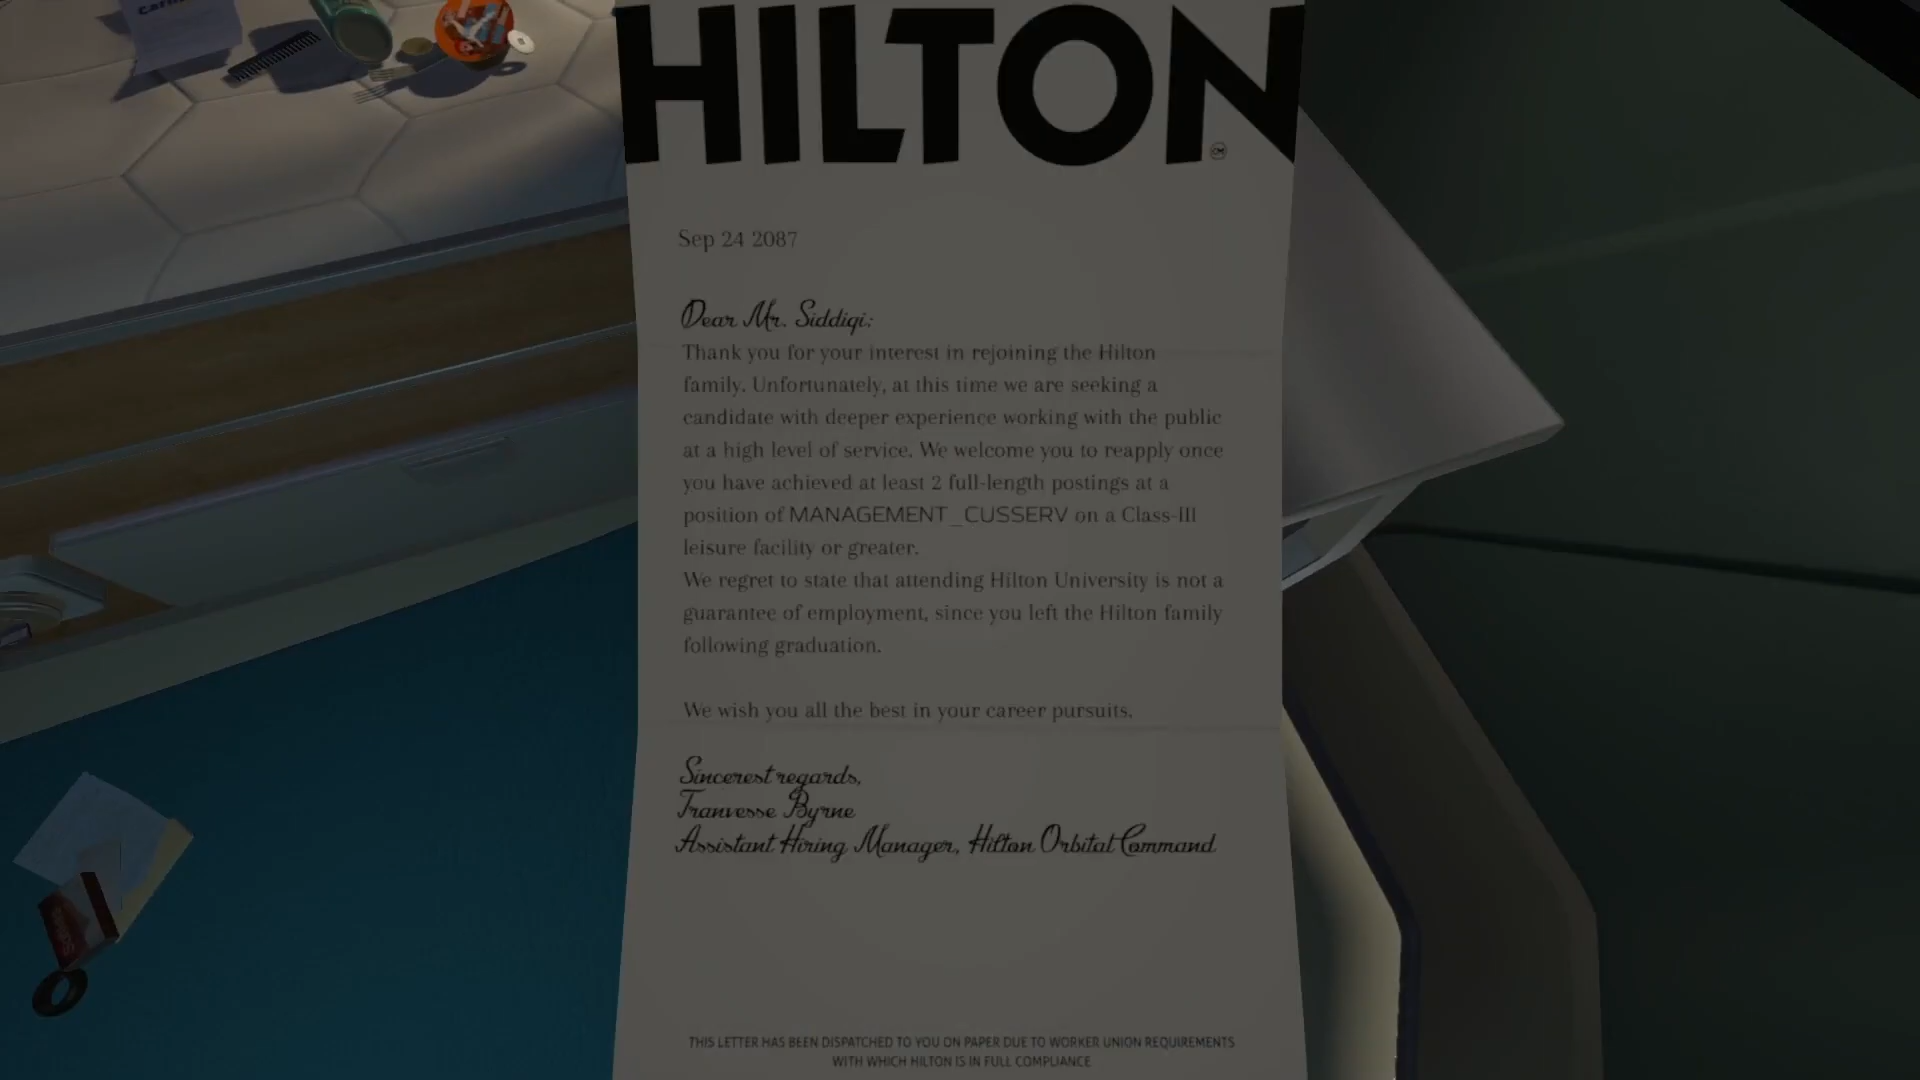 HILTON
Sep 24 2087
Dear Mr. Siddiqi:
Thank you for your interest in rejoining the Hilton
family. Unfortunately, at this time we are seeking a
candidate with deeper experience working with the public
at a high level of service. We welcome you to reapply once
you have achieved at least 2 full-length postings at a
position of MANAGEMENT_CUSSERV on a Class-III
leisure facility or greater.
We regret to state that attending Hilton University is not a
guarantee of employment, since you left the Hilton family
following graduation.
We wish you all the best in your career pursuits.
Sincerest regards,
Tranvesse Byrne
Assistant Hiring Manager, Hilton Orbital Command
THIS LETTER HAS BEEN DISPATCHED TO YOU ON PAPER DUE TO WORKER UNION REQUIREMENTS
WITH WHICH HILTON IS IN FULL COMPLIANCE